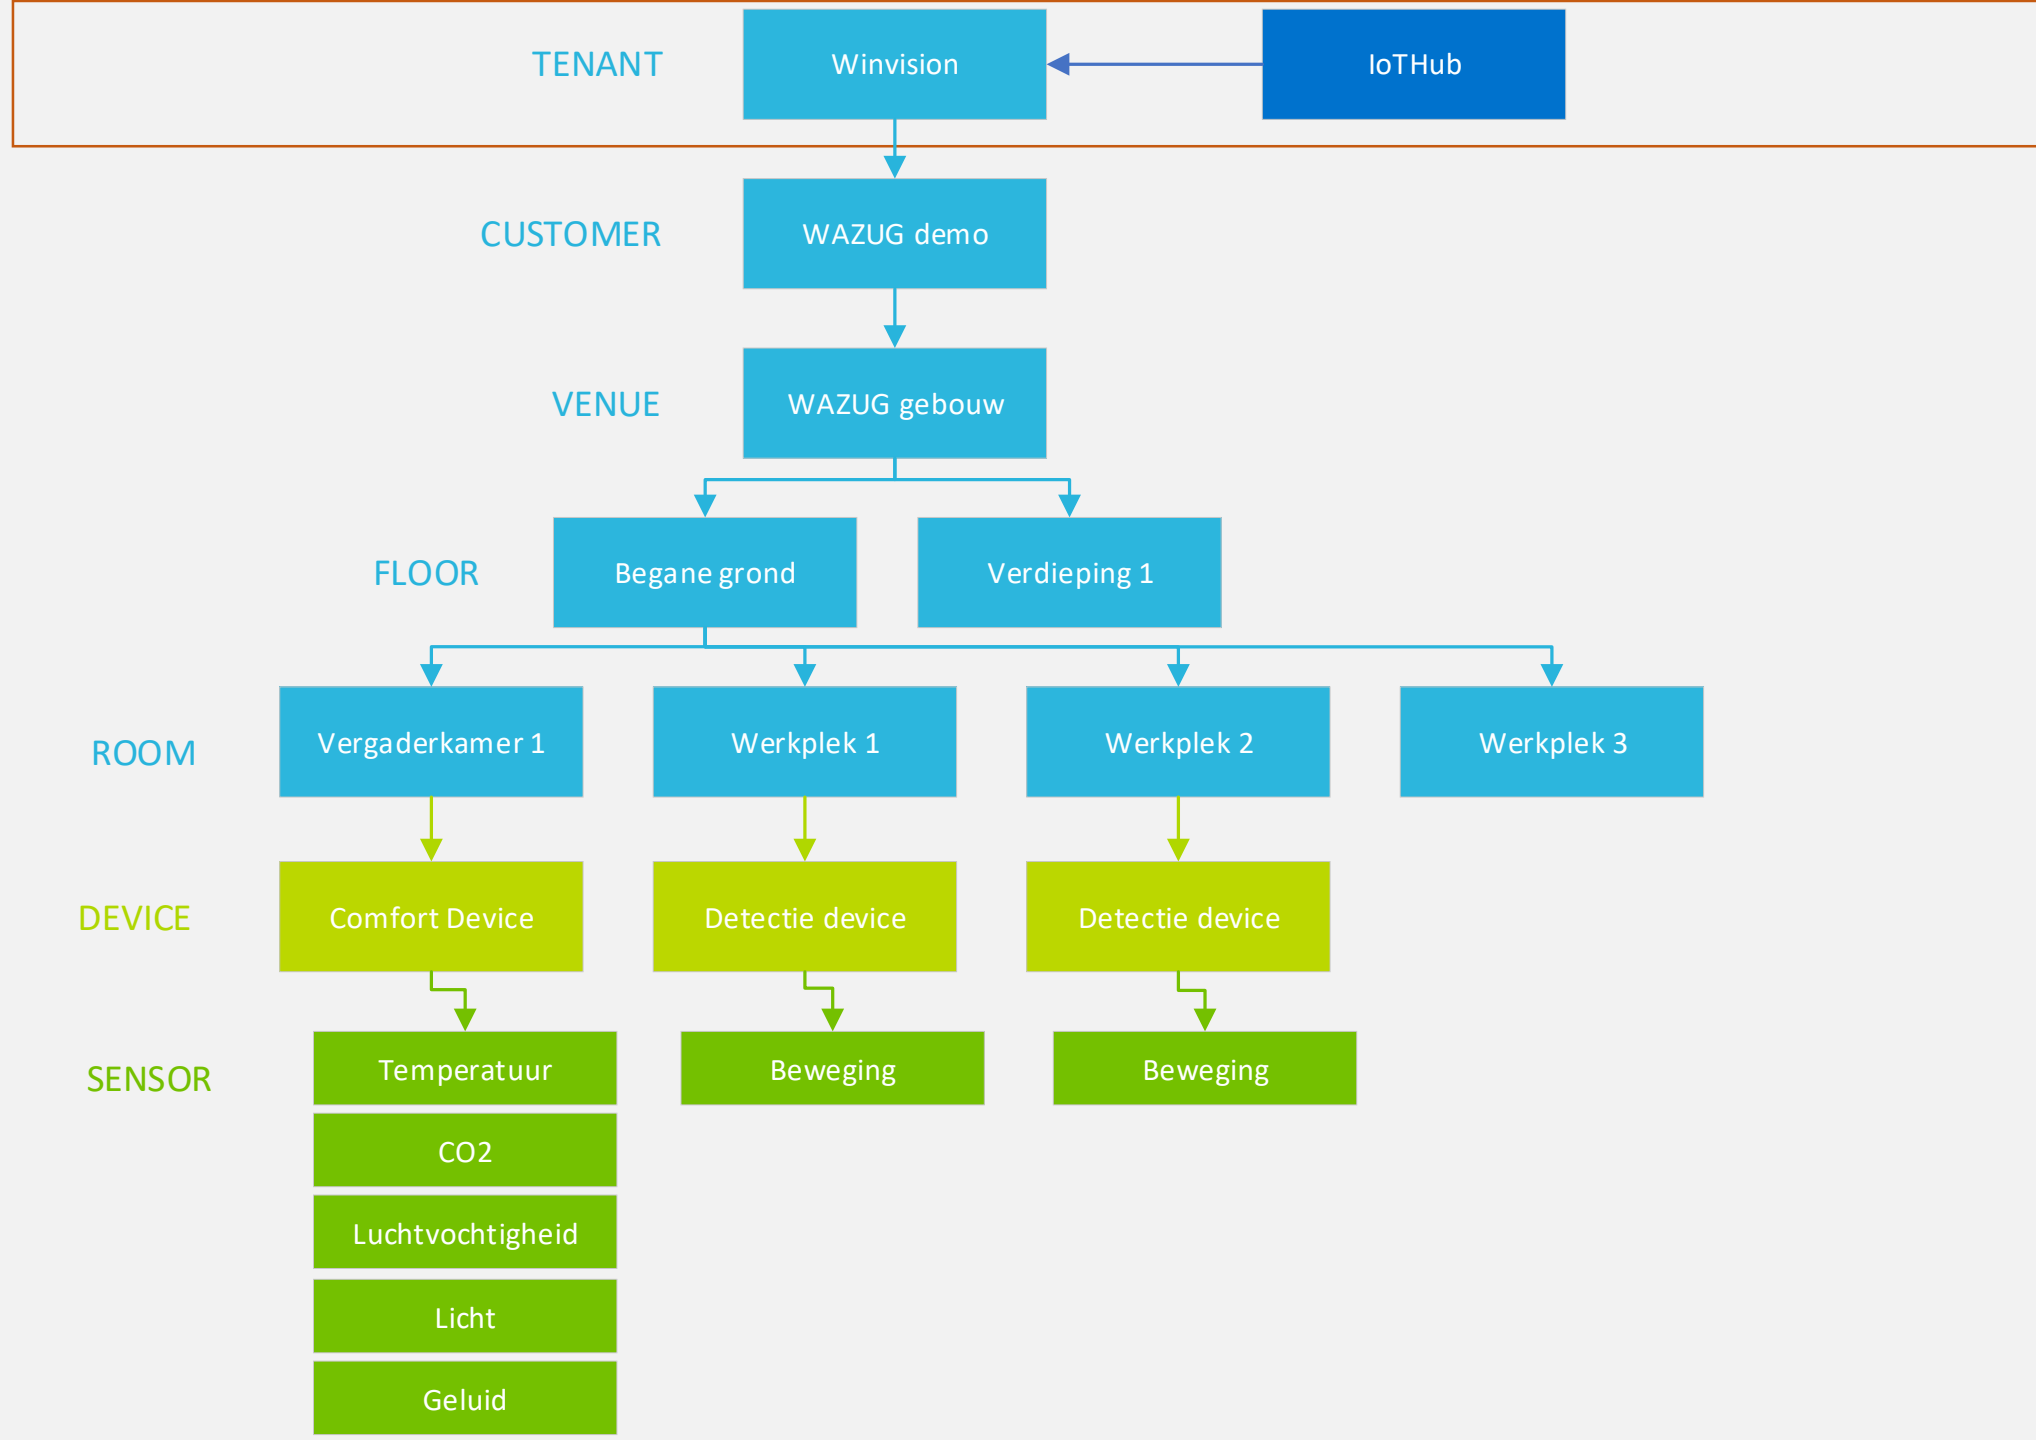 TENANT
Winvision
IoTHub
CUSTOMER
WAZUG demo
VENUE
WAZUG gebouw
FLOOR
Begane grond
Verdieping 1
ROOM
Vergaderkamer 1
Werkplek 1
Werkplek 2
Werkplek 3
DEVICE
Comfort Device
Detectie device
Detectie device
SENSOR
Temperatuur
Beweging
Beweging
CO2
Luchtvochtigheid
Licht
Geluid